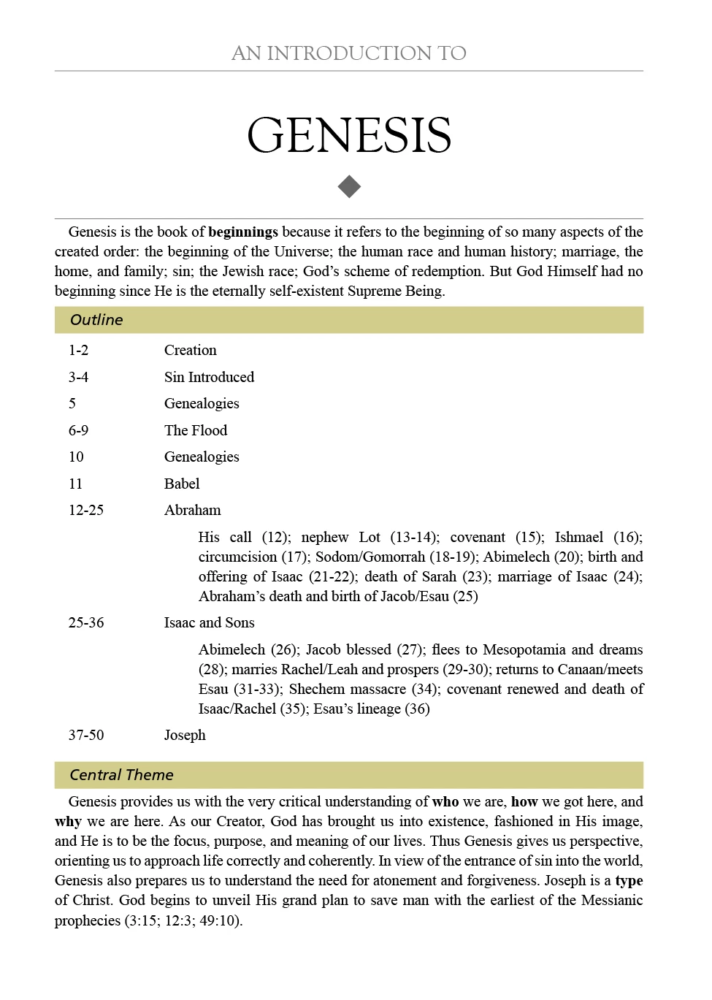 AN INTRODUCTION TO
GENESIS
Genesis is the book of beginnings because it refers to the beginning of so many aspects of the
created order: the beginning of the Universe; the human race and human history; marriage, the
home, and family; sin; the Jewish race; God’s scheme of redemption. But God Himself had no
beginning since He is the eternally self-existent Supreme Being.
Outline
1-2 Creation
3-4 Sin Introduced
5 Genealogies
6-9 The Flood
10 Genealogies
11 Babel
12-25 Abraham
His call (12); nephew Lot (13-14); covenant (15); Ishmael (16);
circumcision (17); Sodom/Gomorrah (18-19); Abimelech (20); birth and
offering of Isaac (21-22); death of Sarah (23); marriage of Isaac (24);
Abraham’s death and birth of Jacob/Esau (25)
25-36 Isaac and Sons
Abimelech (26); Jacob blessed (27); flees to Mesopotamia and dreams
(28); marries Rachel/Leah and prospers (29-30); returns to Canaan/meets
Esau (31-33); Shechem massacre (34); covenant renewed and death of
Isaac/Rachel (35); Esau’s lineage (36)
37-50 Joseph
Central Theme
Genesis provides us with the very critical understanding of who we are, how we got here, and
why we are here. As our Creator, God has brought us into existence, fashioned in His image,
and He is to be the focus, purpose, and meaning of our lives. Thus Genesis gives us perspective,
orienting us to approach life correctly and coherently. In view of the entrance of sin into the world,
Genesis also prepares us to understand the need for atonement and forgiveness. Joseph is a type
of Christ. God begins to unveil His grand plan to save man with the earliest of the Messianic
prophecies (3:15; 12:3; 49:10).